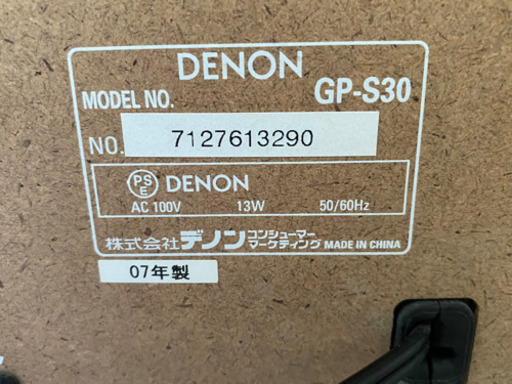 DENON
MODEL NO. GP-S30
NO. 7127613290
PSE DENON
AC 100V 13W 50/60Hz
株式会社デノン コンシューマーマーケティング MADE IN CHINA
07年製